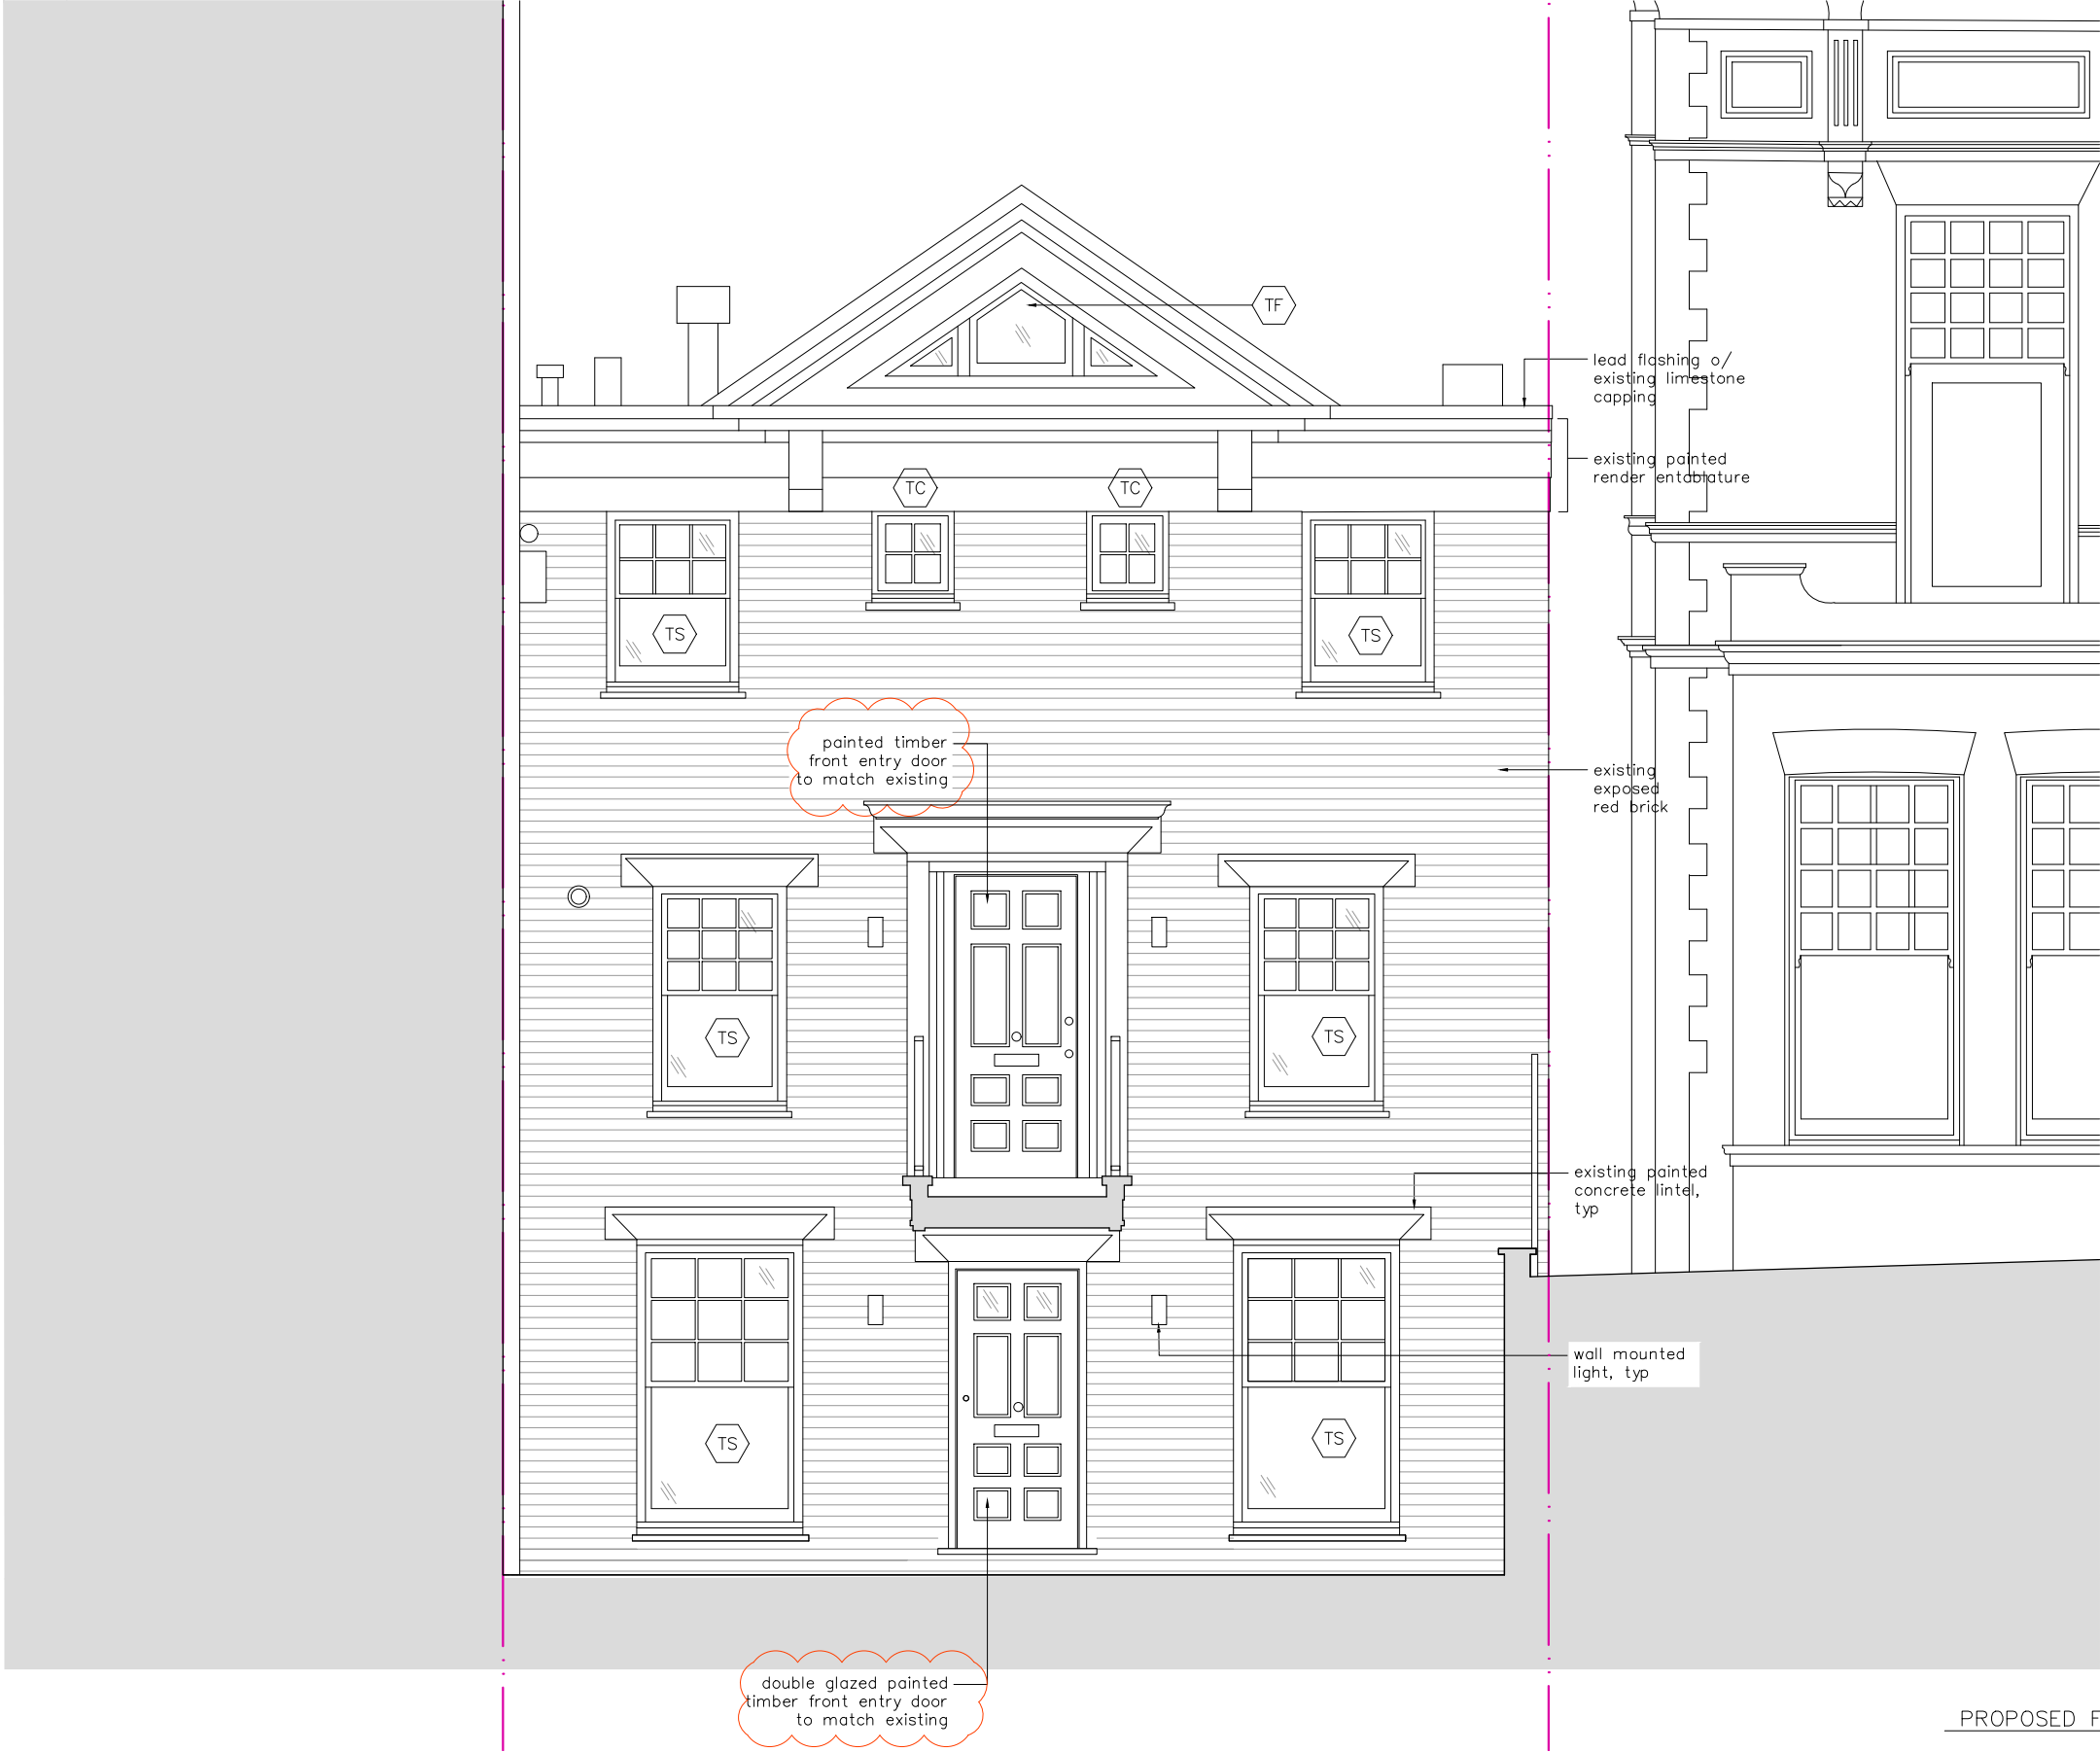 TF
lead flashing o/
existing limestone
capping
existing painted
render entablature
TC
TC
TS
TS
painted timber
front entry door
to match existing
existing
exposed
red brick
TS
TS
existing painted
concrete lintel,
typ
wall mounted
light, typ
TS
TS
double glazed painted
timber front entry door
to match existing
PROPOSED F